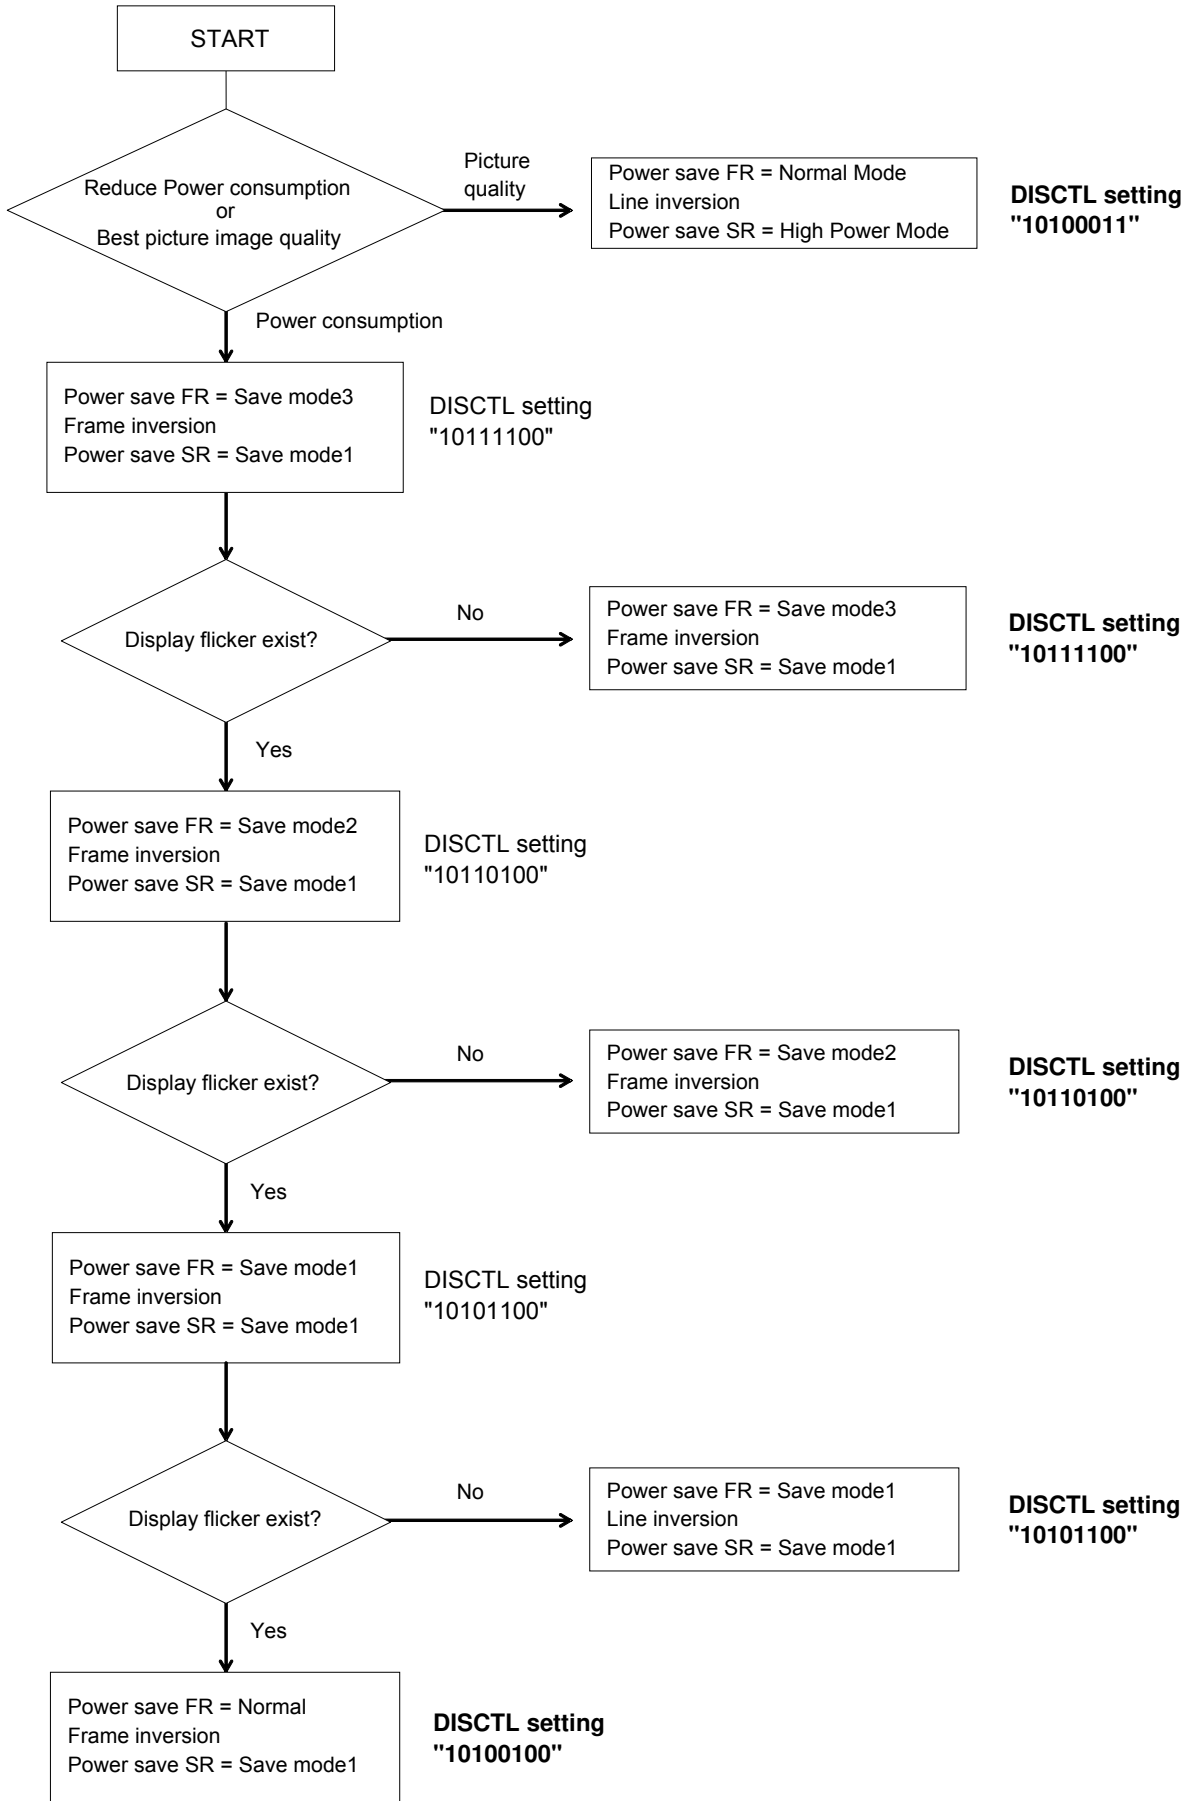 START
Reduce Power consumption
or
Best picture image quality
Picture
quality
Power save FR = Normal Mode
Line inversion
Power save SR = High Power Mode
DISCTL setting
"10100011"
Power consumption
Power save FR = Save mode3
Frame inversion
Power save SR = Save mode1
DISCTL setting
"10111100"
Display flicker exist?
No
Power save FR = Save mode3
Frame inversion
Power save SR = Save mode1
DISCTL setting
"10111100"
Yes
Power save FR = Save mode2
Frame inversion
Power save SR = Save mode1
DISCTL setting
"10110100"
Display flicker exist?
No
Power save FR = Save mode2
Frame inversion
Power save SR = Save mode1
DISCTL setting
"10110100"
Yes
Power save FR = Save mode1
Frame inversion
Power save SR = Save mode1
DISCTL setting
"10101100"
Display flicker exist?
No
Power save FR = Save mode1
Line inversion
Power save SR = Save mode1
DISCTL setting
"10101100"
Yes
Power save FR = Normal
Frame inversion
Power save SR = Save mode1
DISCTL setting
"10100100"